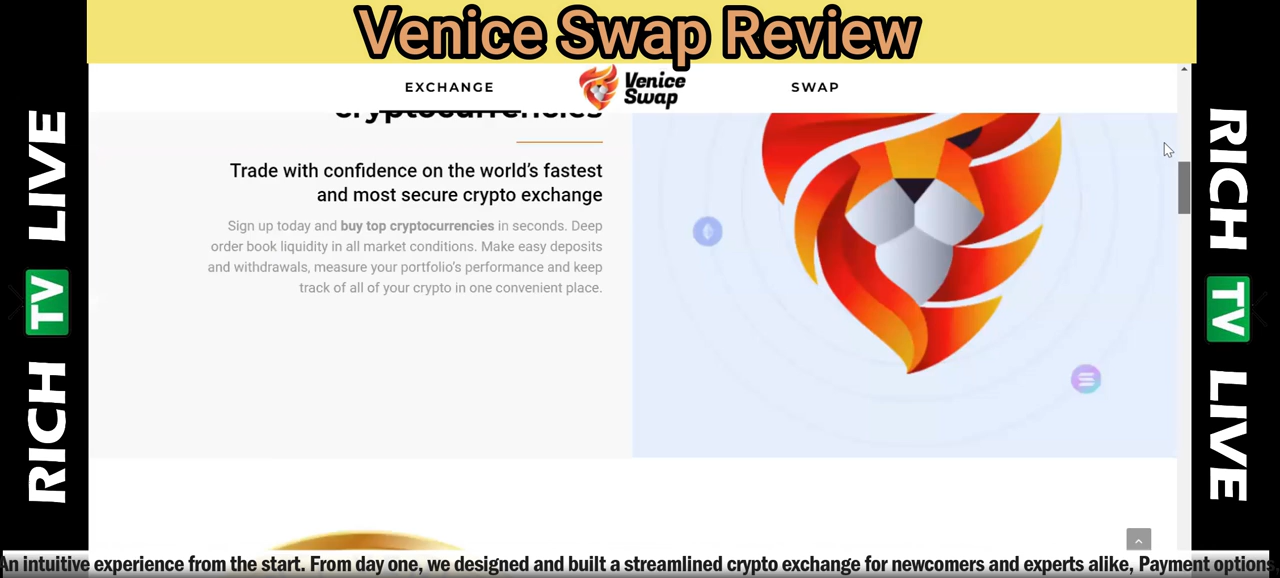 Venice Swap Review
EXCHANGE
Venice
Swap
SWAP
cryptocurrencies
Trade with confidence on the world's fastest
and most secure crypto exchange
Sign up today and buy top cryptocurrencies in seconds. Deep
order book liquidity in all market conditions. Make easy deposits
and withdrawals, measure your portfolio's performance and keep
track of all of your crypto in one convenient place.
RICH TV LIVE
RICH TV LIVE
An intuitive experience from the start. From day one, we designed and built a streamlined crypto exchange for newcomers and experts alike, Payment options